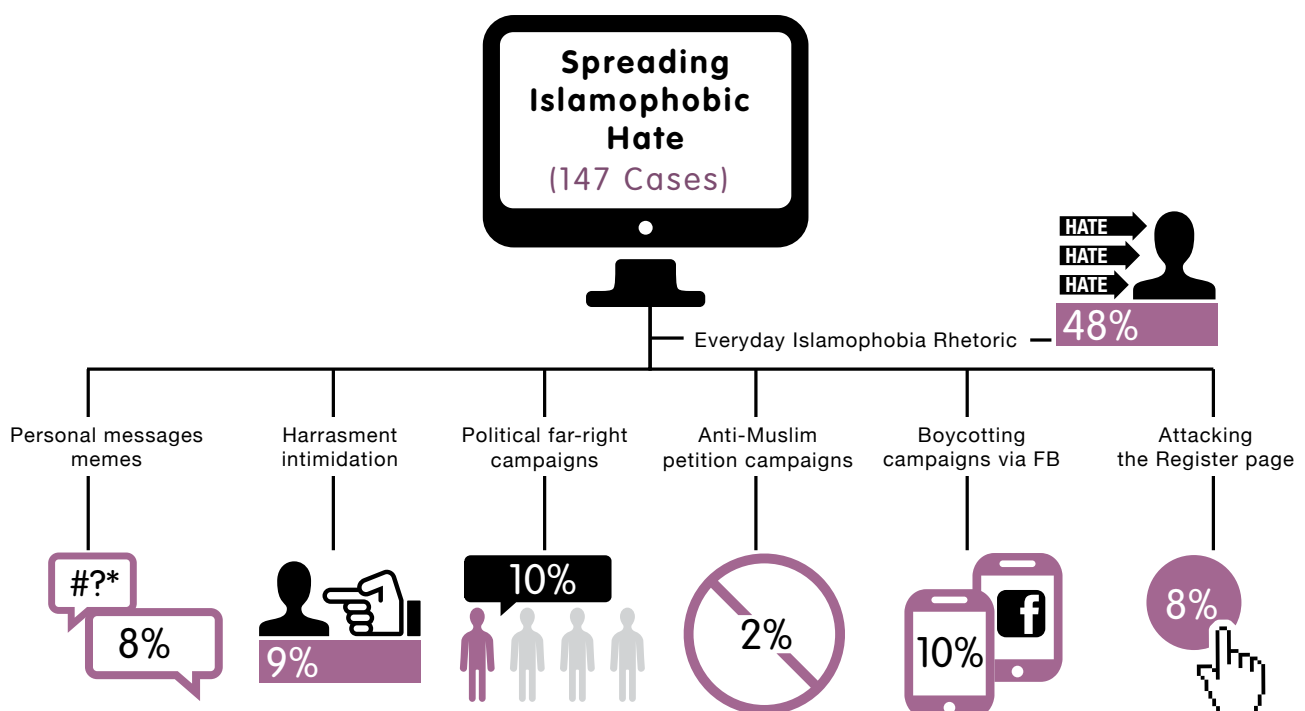 Spreading
Islamophobic
Hate
(147 Cases)
HATE
HATE
HATE
48%
Everyday Islamophobia Rhetoric
Personal messages
memes
Harrasment
intimidation
Political far-right
campaigns
Anti-Muslim
petition campaigns
Boycotting
campaigns via FB
Attacking
the Register page
#?*
8%
9%
10%
2%
f
10%
8%